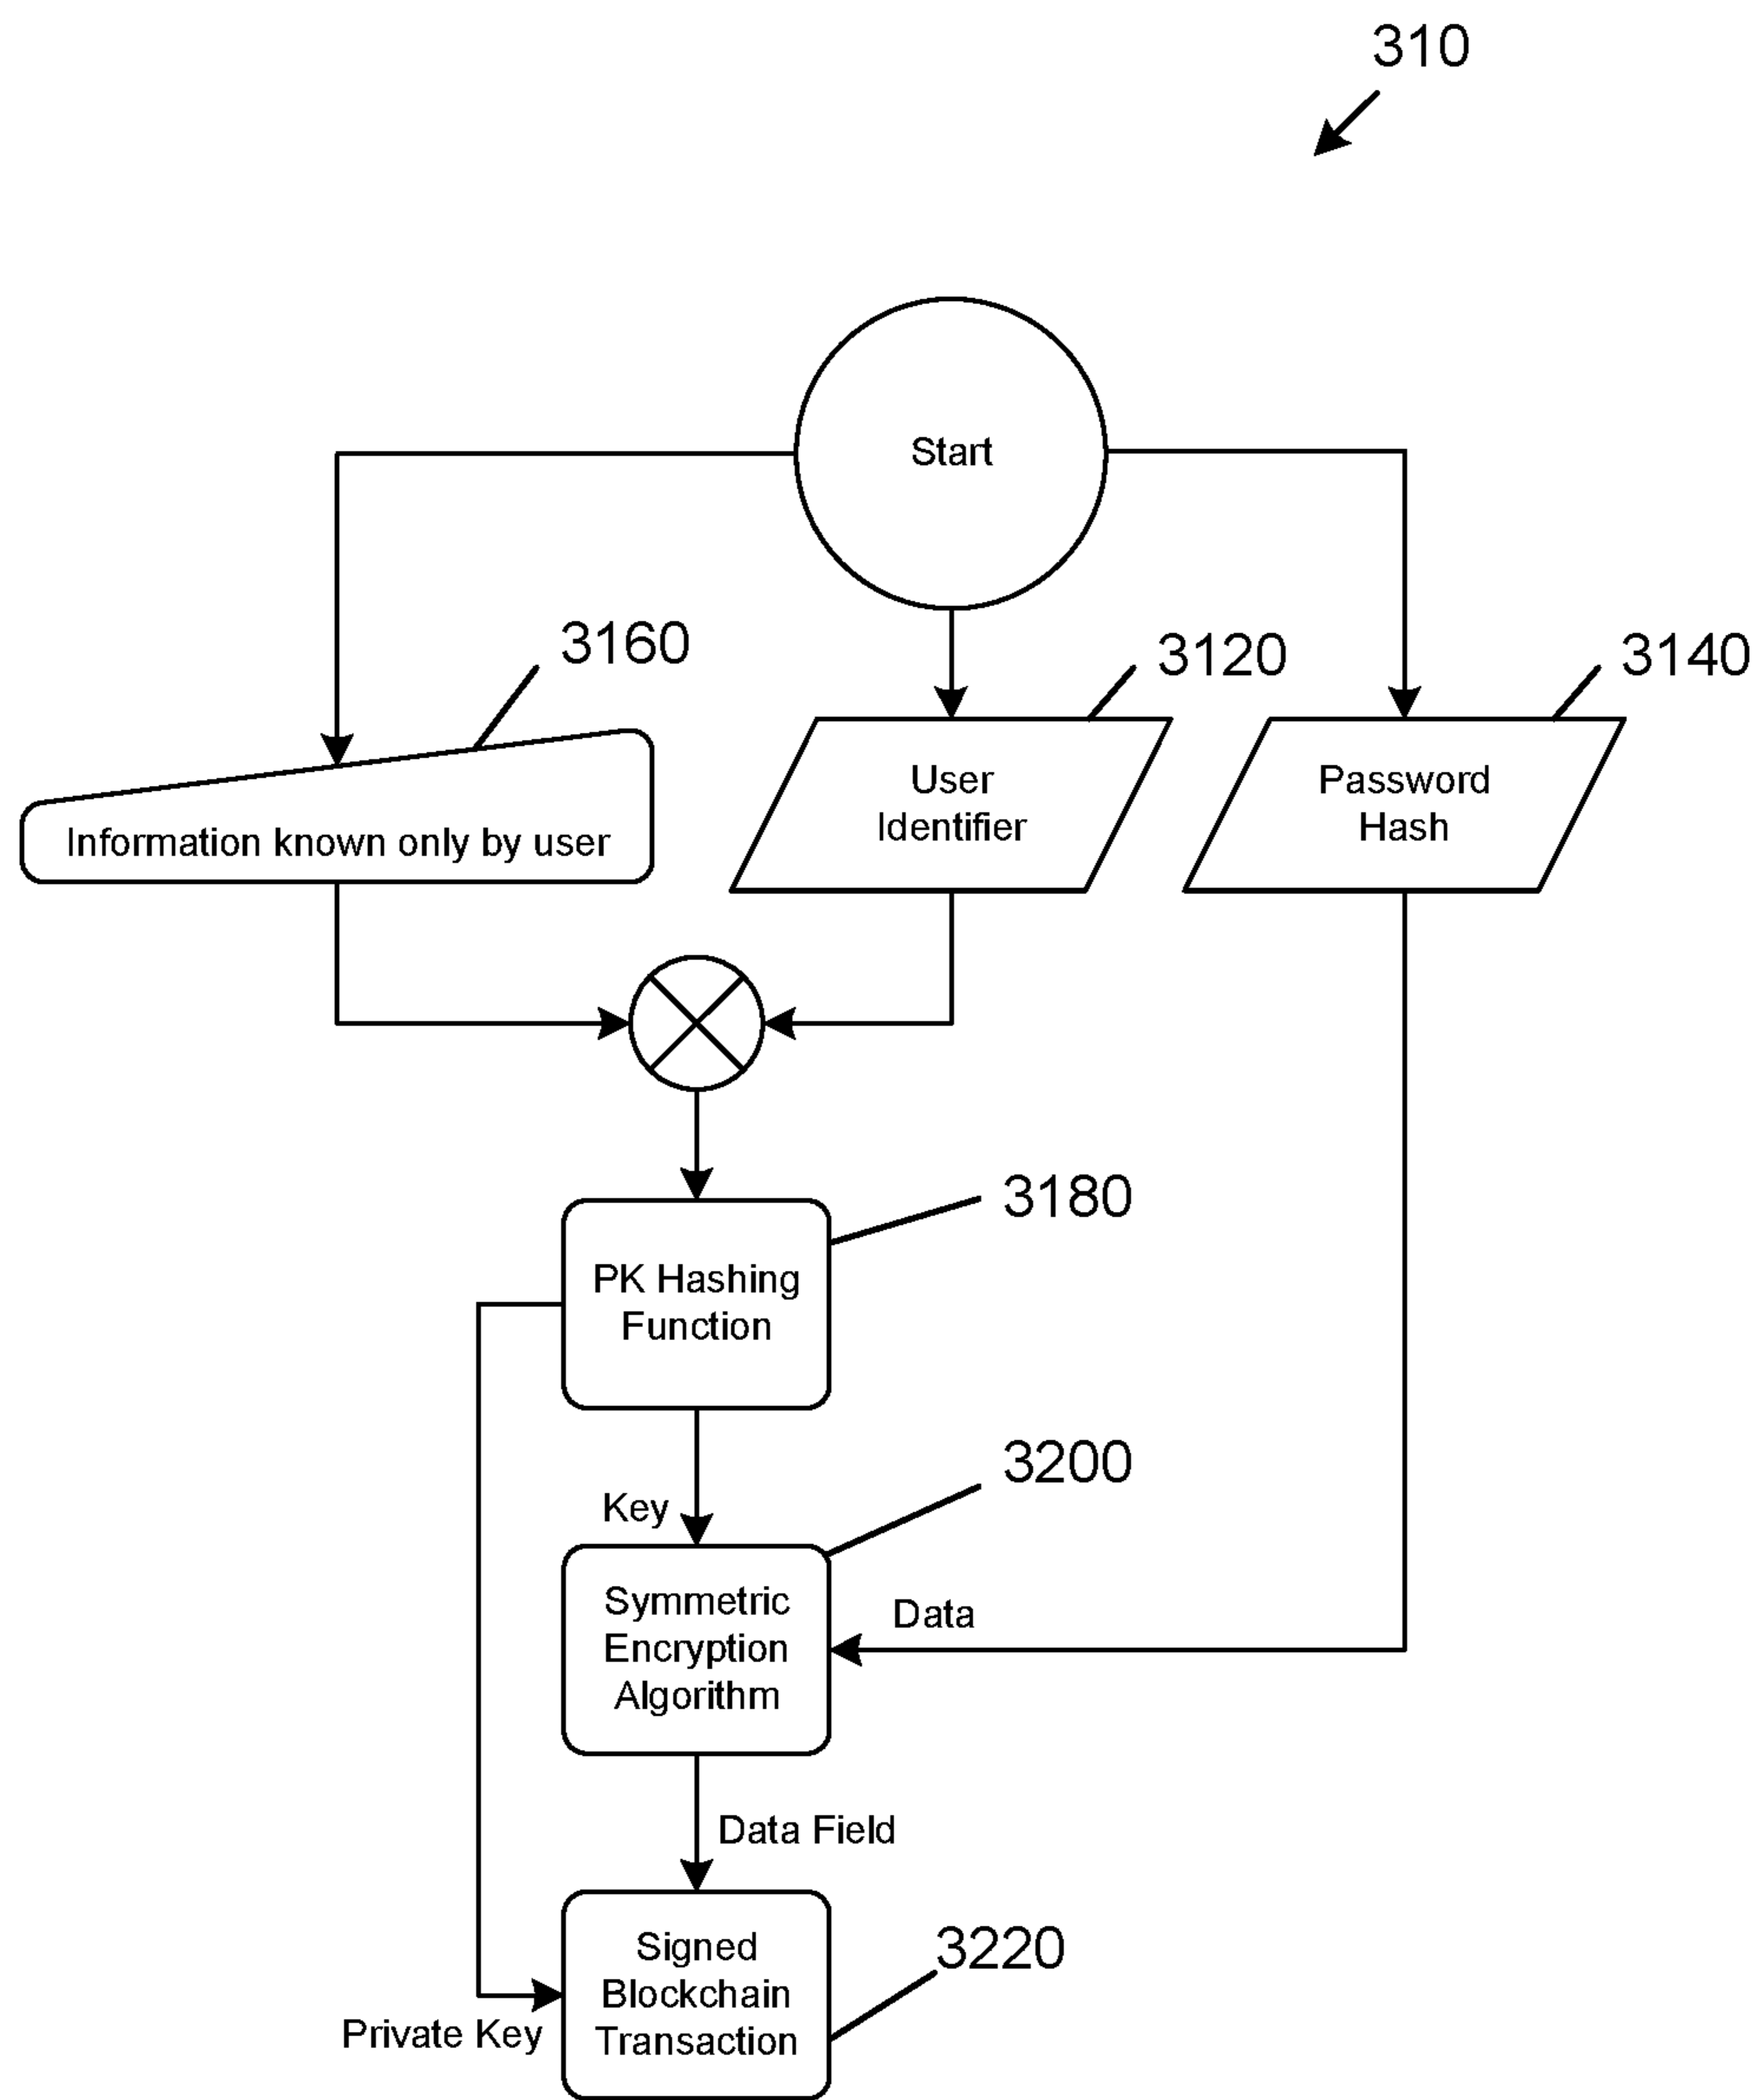 310
Start
3160
3120
3140
Information known only by user
User
Identifier
Password
Hash
3180
PK Hashing
Function
3200
Key
Symmetric
Encryption
Algorithm
Data
Data Field
3220
Signed
Blockchain
Transaction
Private Key